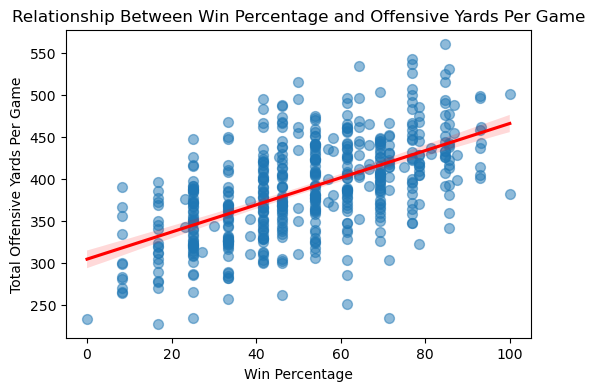 Relationship Between Win Percentage and Offensive Yards Per Game
Total Offensive Yards Per Game
550
500
450
400
350
300
250
0 20 40 60 80 100
Win Percentage